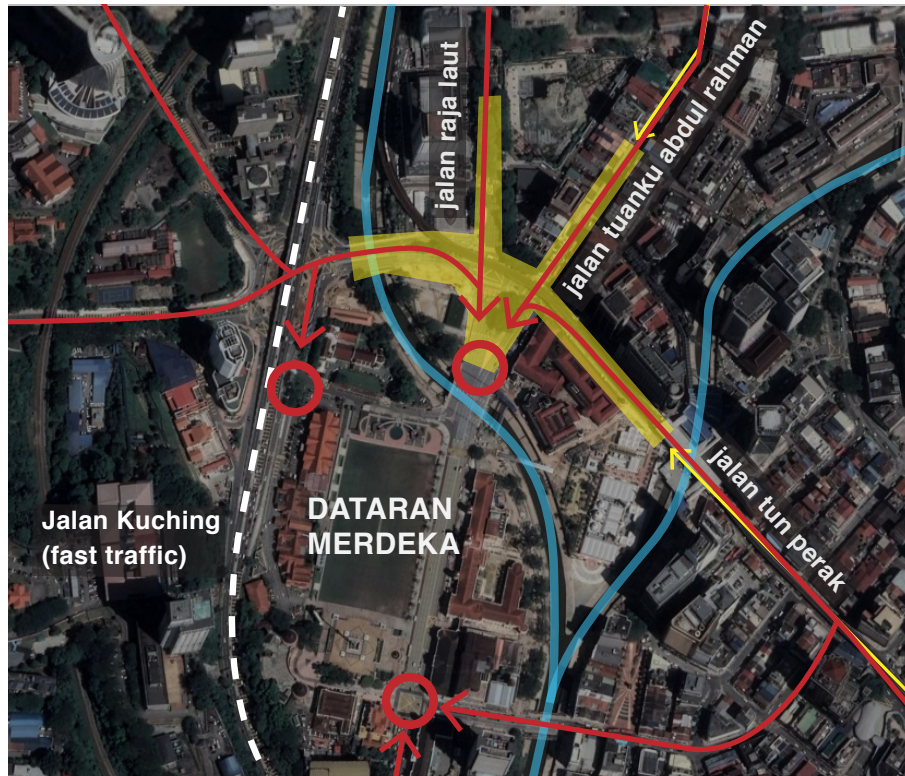 jalan raja laut
jalan tuanku abdul rahman
jalan tun perak
DATARAN
MERDEKA
Jalan Kuching
(fast traffic)